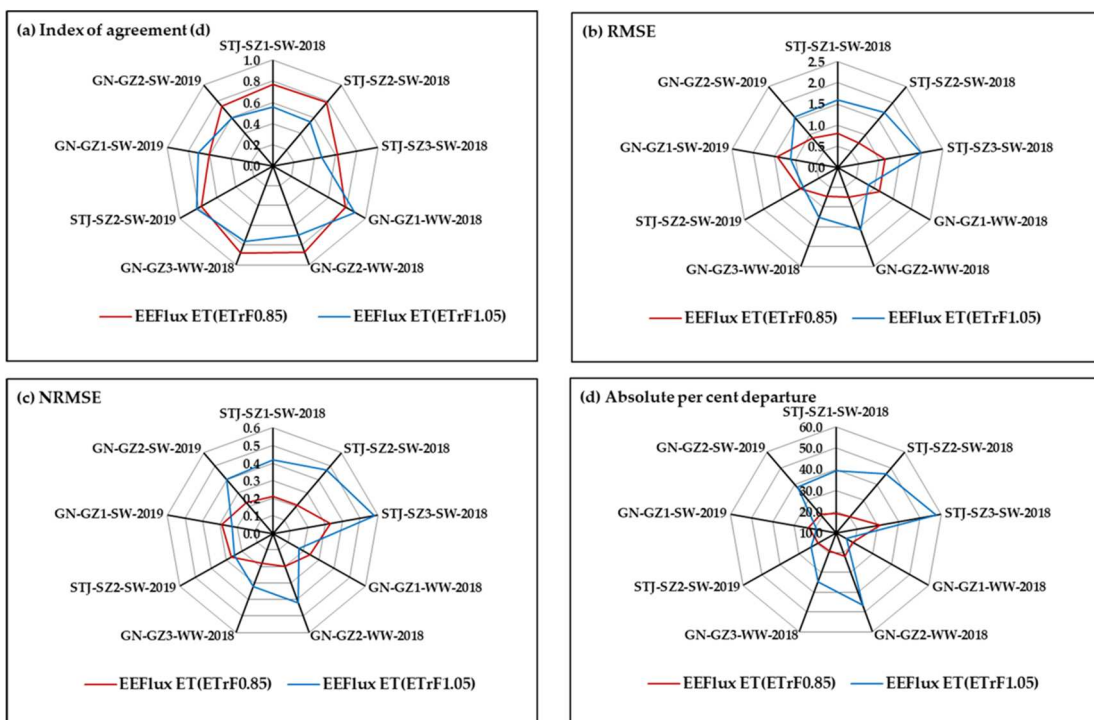 (a) Index of agreement (d)
STJ-SZ1-SW-2018
1.0
0.8
0.6
0.4
0.2
0.0
STJ-SZ2-SW-2018
STJ-SZ3-SW-2018
GN-GZ1-WW-2018
GN-GZ2-WW-2018
GN-GZ3-WW-2018
STJ-SZ2-SW-2019
GN-GZ1-SW-2019
GN-GZ2-SW-2019
EEFlux ET(ETrF0.85)
EEFlux ET(ETrF1.05)
(b) RMSE
STJ-SZ1-SW-2018
2.5
2.0
1.5
1.0
0.5
0.0
STJ-SZ2-SW-2018
STJ-SZ3-SW-2018
GN-GZ1-WW-2018
GN-GZ2-WW-2018
GN-GZ3-WW-2018
STJ-SZ2-SW-2019
GN-GZ1-SW-2019
GN-GZ2-SW-2019
EEFlux ET(ETrF0.85)
EEFlux ET(ETrF1.05)
(c) NRMSE
STJ-SZ1-SW-2018
0.6
0.5
0.4
0.3
0.2
0.1
0.0
STJ-SZ2-SW-2018
STJ-SZ3-SW-2018
GN-GZ1-WW-2018
GN-GZ2-WW-2018
GN-GZ3-WW-2018
STJ-SZ2-SW-2019
GN-GZ1-SW-2019
GN-GZ2-SW-2019
EEFlux ET(ETrF0.85)
EEFlux ET(ETrF1.05)
(d) Absolute per cent departure
STJ-SZ1-SW-2018
60.0
50.0
40.0
30.0
20.0
10.0
STJ-SZ2-SW-2018
STJ-SZ3-SW-2018
GN-GZ1-WW-2018
GN-GZ2-WW-2018
GN-GZ3-WW-2018
STJ-SZ2-SW-2019
GN-GZ1-SW-2019
GN-GZ2-SW-2019
EEFlux ET(ETrF0.85)
EEFlux ET(ETrF1.05)